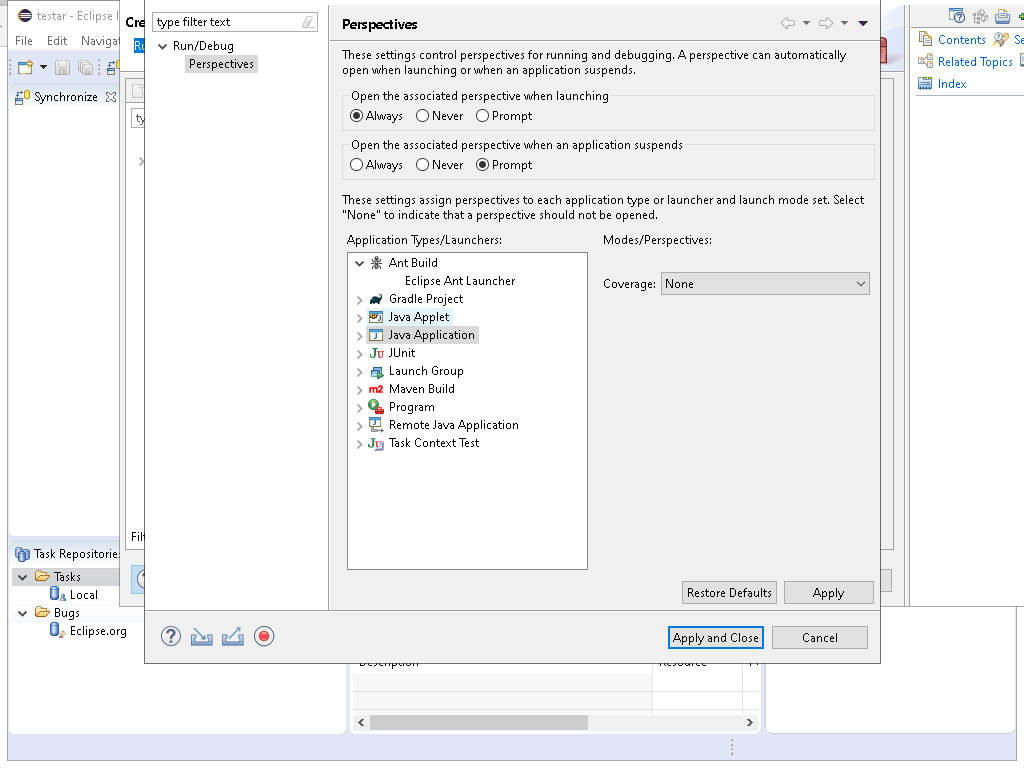 testar - Eclipse I
File Edit Navigat
Synchronize
Cre
type filter text
Run/Debug
Perspectives
Perspectives
These settings control perspectives for running and debugging. A perspective can automatically
open when launching or when an application suspends.
Open the associated perspective when launching
Always Never Prompt
Open the associated perspective when an application suspends
Always Never Prompt
These settings assign perspectives to each application type or launcher and launch mode set. Select
"None" to indicate that a perspective should not be opened.
Application Types/Launchers:
Modes/Perspectives:
Ant Build
Eclipse Ant Launcher
Gradle Project
Java Applet
Java Application
JUnit
Launch Group
Maven Build
Program
Remote Java Application
Task Context Test
Coverage: None
Restore Defaults Apply
Apply and Close Cancel
Contents Se
Related Topics
Index
Filt
Task Repositorie
Tasks
Local
Bugs
Eclipse.org
Description Resource